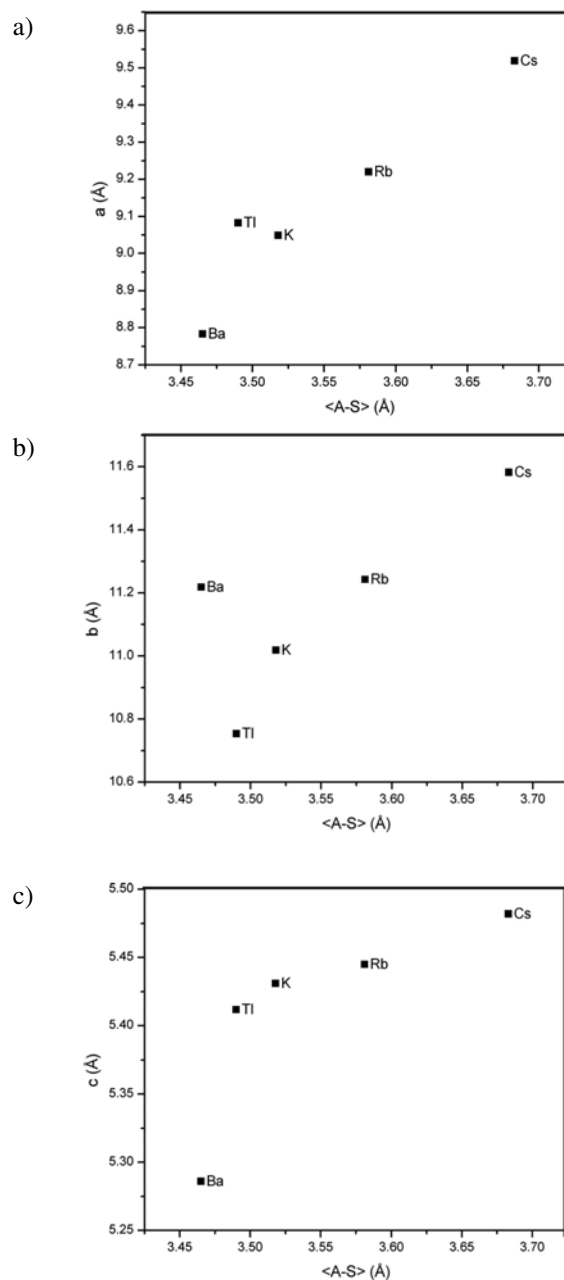 a)
9.6
9.5
9.4
9.3
9.2
9.1
9.0
8.9
8.8
8.7
a (Å)
Cs
Rb
Tl
K
Ba
3.45 3.50 3.55 3.60 3.65 3.70
<A-S> (Å)
b)
11.6
11.4
11.2
11.0
10.8
10.6
b (Å)
Cs
Rb
Ba
K
Tl
3.45 3.50 3.55 3.60 3.65 3.70
<A-S> (Å)
c)
5.50
5.45
5.40
5.35
5.30
5.25
c (Å)
Cs
Rb
K
Tl
Ba
3.45 3.50 3.55 3.60 3.65 3.70
<A-S> (Å)